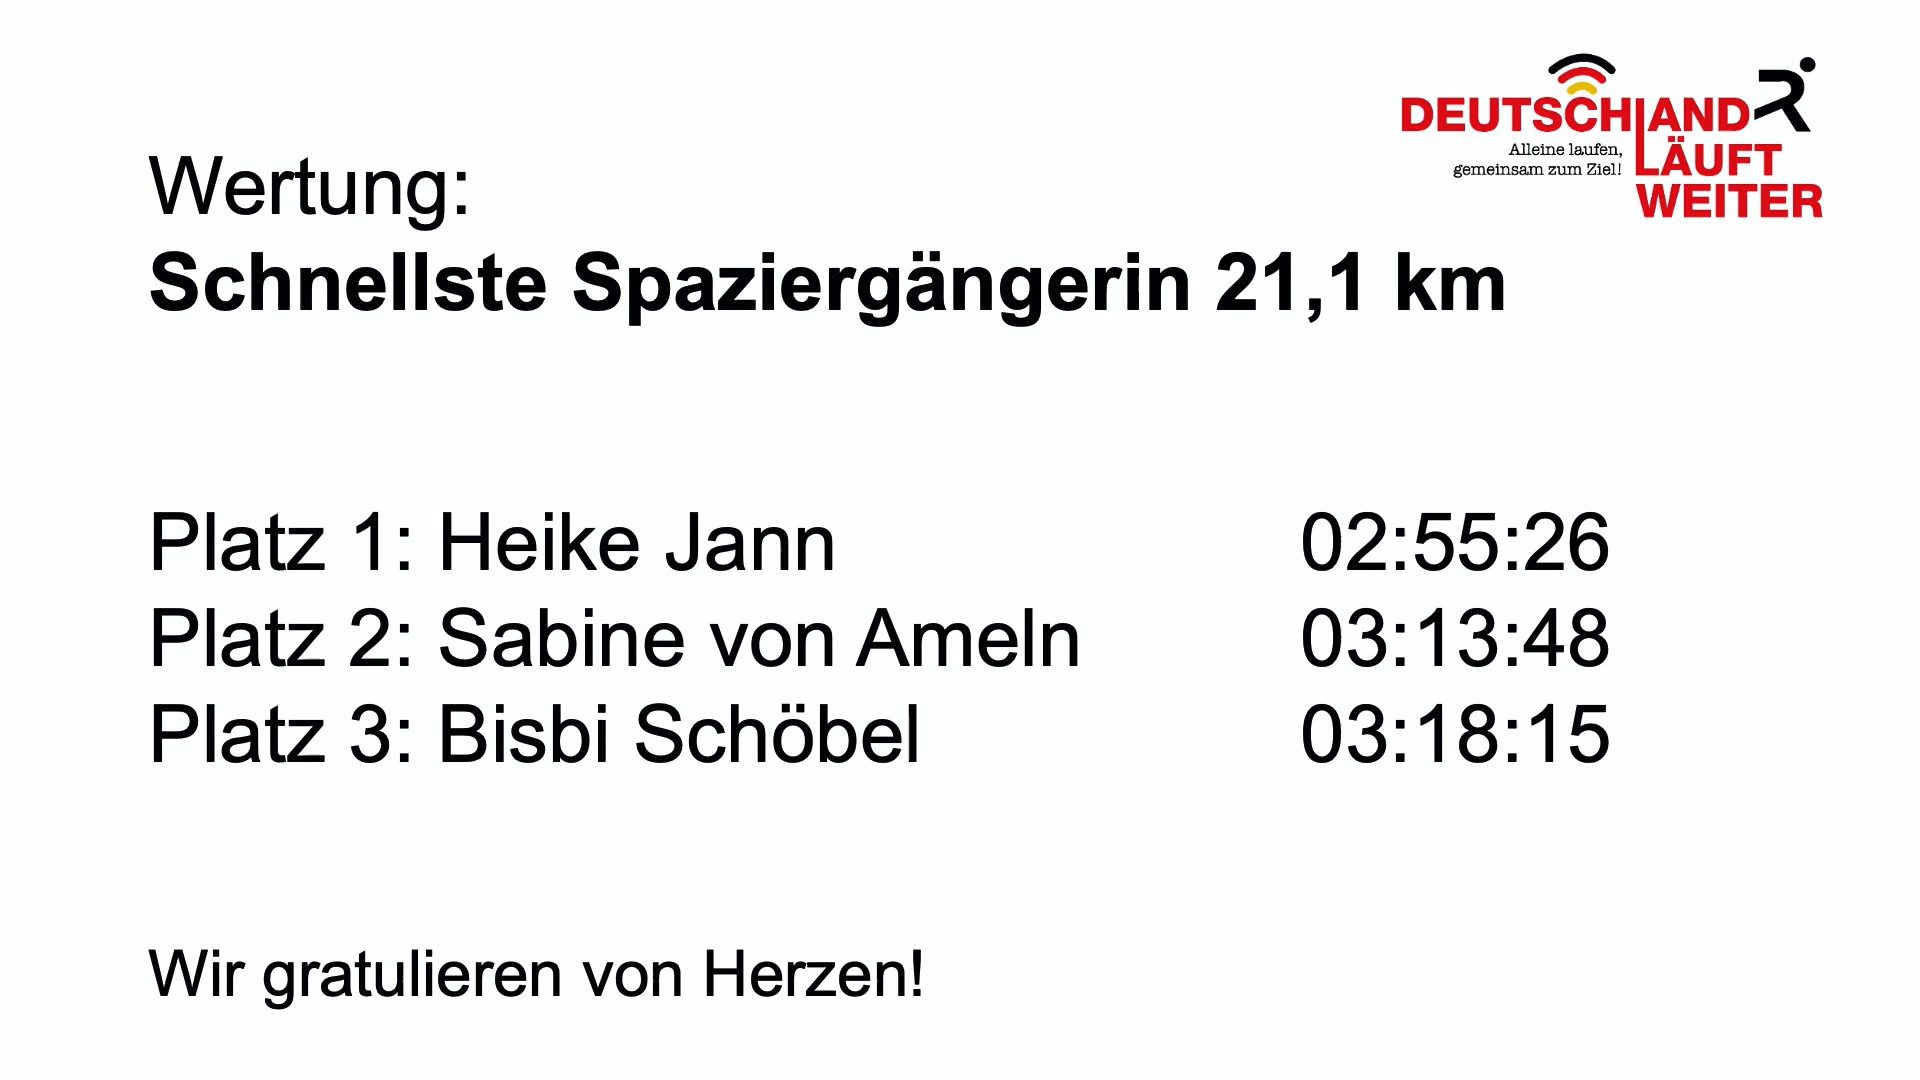 DEUTSCHLAND
Alleine laufen,
gemeinsam zum Ziel!
LÄUFT
WEITER
Wertung:
Schnellste Spaziergängerin 21,1 km
Platz 1: Heike Jann 02:55:26
Platz 2: Sabine von Ameln 03:13:48
Platz 3: Bisbi Schöbel 03:18:15
Wir gratulieren von Herzen!